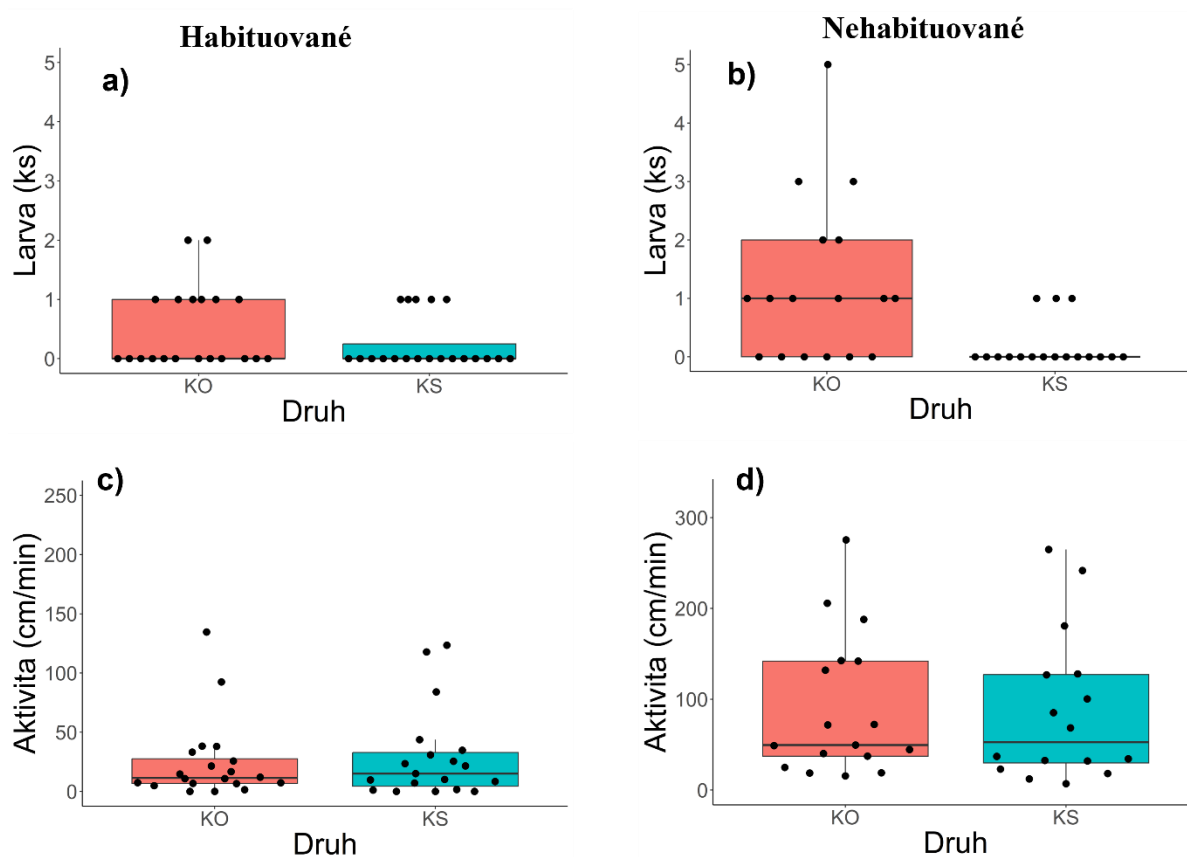 Habituované
Nehabituované
a)
Larva (ks)
5
4
3
2
1
0
KO
KS
Druh
b)
Larva (ks)
5
4
3
2
1
0
KO
KS
Druh
c)
Aktivita (cm/min)
250
200
150
100
50
0
KO
KS
Druh
d)
Aktivita (cm/min)
300
200
100
0
KO
KS
Druh